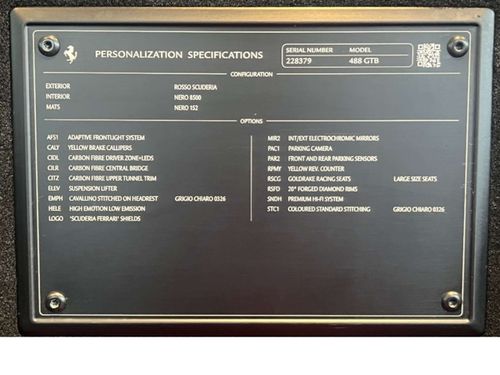 PERSONALIZATION SPECIFICATIONS
SERIAL NUMBER MODEL
228379 488 GTB
CONFIGURATION
EXTERIOR ROSSO SCUDERIA
INTERIOR NERO 8500
MATS NERO 152
OPTIONS
AFS1 ADAPTIVE FRONTLIGHT SYSTEM
CALY YELLOW BRAKE CALLIPERS
CIDL CARBON FIBRE DRIVER ZONE+LEDS
CILR CARBON FIBRE CENTRAL BRIDGE
CITZ CARBON FIBRE UPPER TUNNEL TRIM
ELEV SUSPENSION LIFTER
EMPH CAVALLINO STITCHED ON HEADREST GRIGIO CHIARO 0326
HELE HIGH EMOTION LOW EMISSION
LOGO 'SCUDERIA FERRARI' SHIELDS
MIR2 INT/EXT ELECTROCHROMIC MIRRORS
PAC1 PARKING CAMERA
PAR2 FRONT AND REAR PARKING SENSORS
RPMY YELLOW REV. COUNTER
RSCG GOLDRAKE RACING SEATS LARGE SIZE SEATS
RSFD 20" FORGED DIAMOND RIMS
SNDH PREMIUM HI-FI SYSTEM
STC1 COLOURED STANDARD STITCHING GRIGIO CHIARO 0326